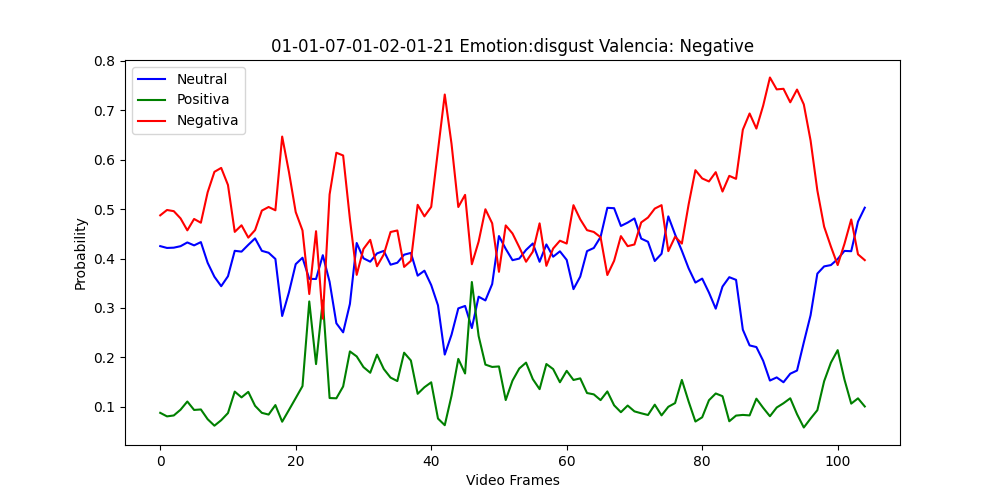 01-01-07-01-02-01-21 Emotion:disgust Valencia: Negative
Neutral
Positiva
Negativa
Probability
0.8
0.7
0.6
0.5
0.4
0.3
0.2
0.1
0 20 40 60 80 100
Video Frames